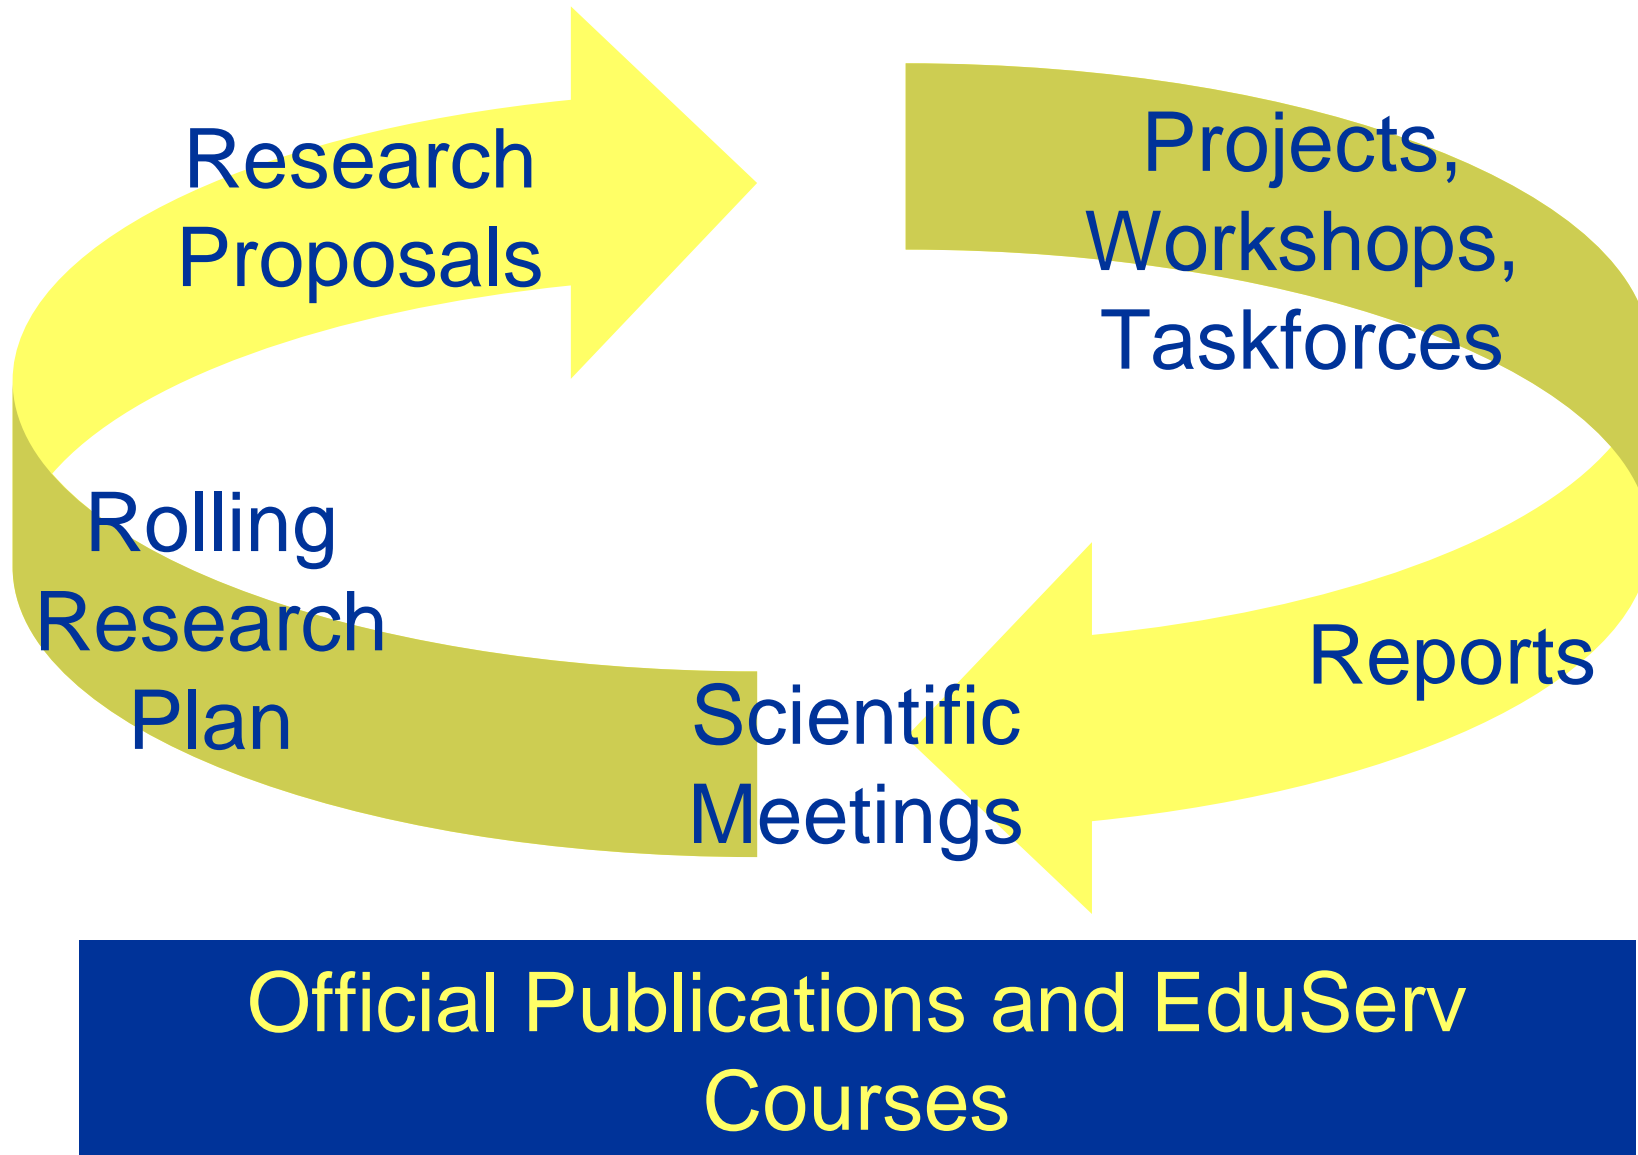 Research
Proposals
Projects,
Workshops,
Taskforces
Rolling
Research
Plan
Reports
Scientific
Meetings
Official Publications and EduServ
Courses